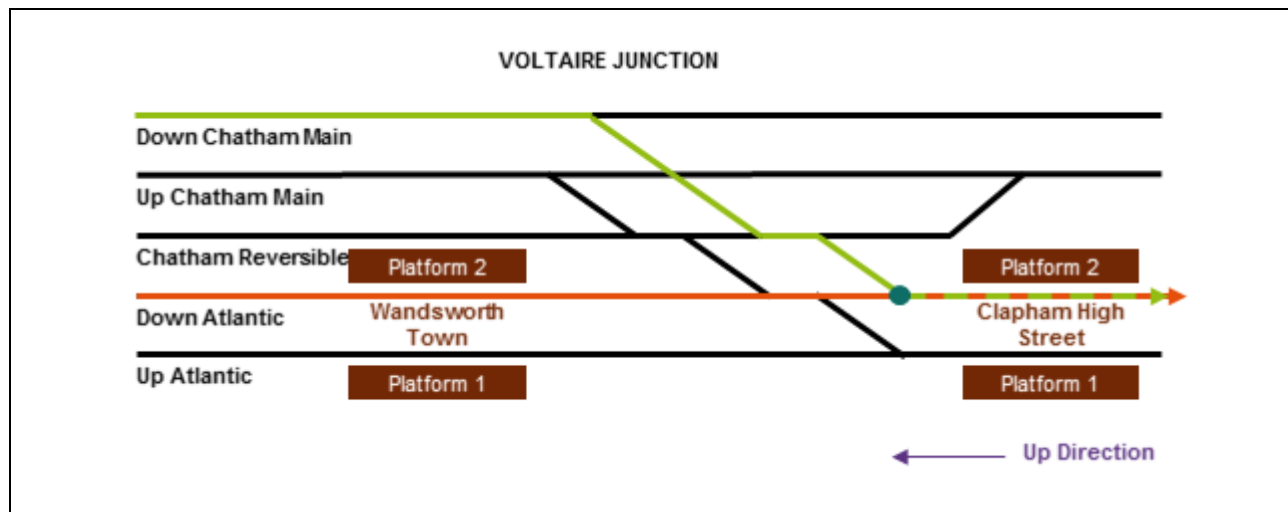 VOLTAIRE JUNCTION
Down Chatham Main
Up Chatham Main
Chatham Reversible
Platform 2
Platform 2
Down Atlantic
Wandsworth
Town
Clapham High
Street
Up Atlantic
Platform 1
Platform 1
Up Direction